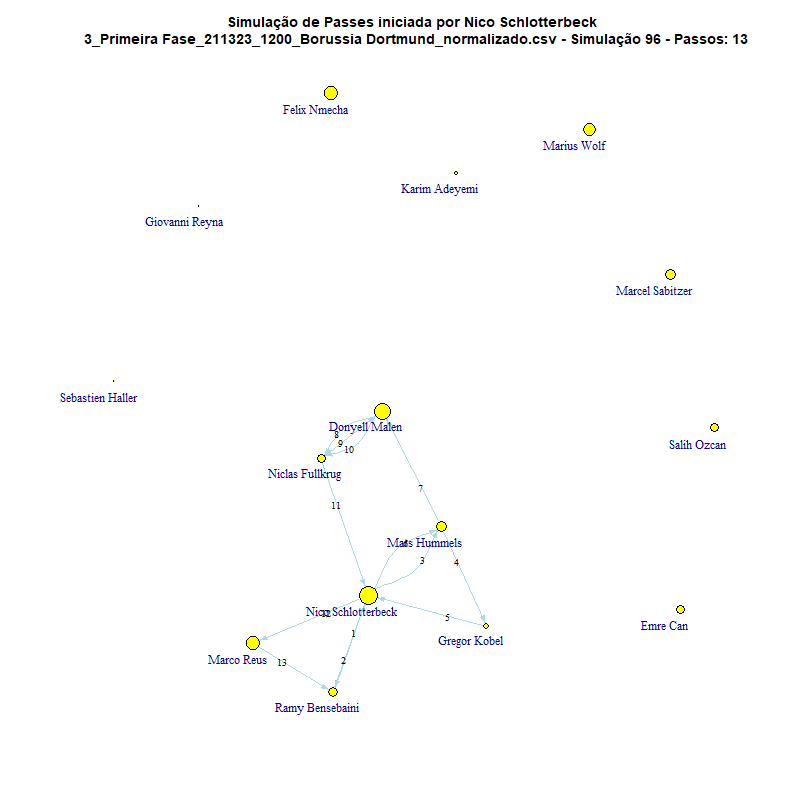 Simulação de Passes iniciada por Nico Schlotterbeck
3_Primeira Fase_211323_1200_Borussia Dortmund_normalizado.csv - Simulação 96 - Passos: 13
Felix Nmecha
Marius Wolf
Karim Adeyemi
Giovanni Reyna
Marcel Sabitzer
Sebastien Haller
Donyell Malen
8
9
10
Salih Ozcan
Niclas Fullkrug
7
11
Mats Hummels
6
3
4
Nico Schlotterbeck
12
5
Gregor Kobel
Emre Can
1
2
Marco Reus
13
Ramy Bensebaini